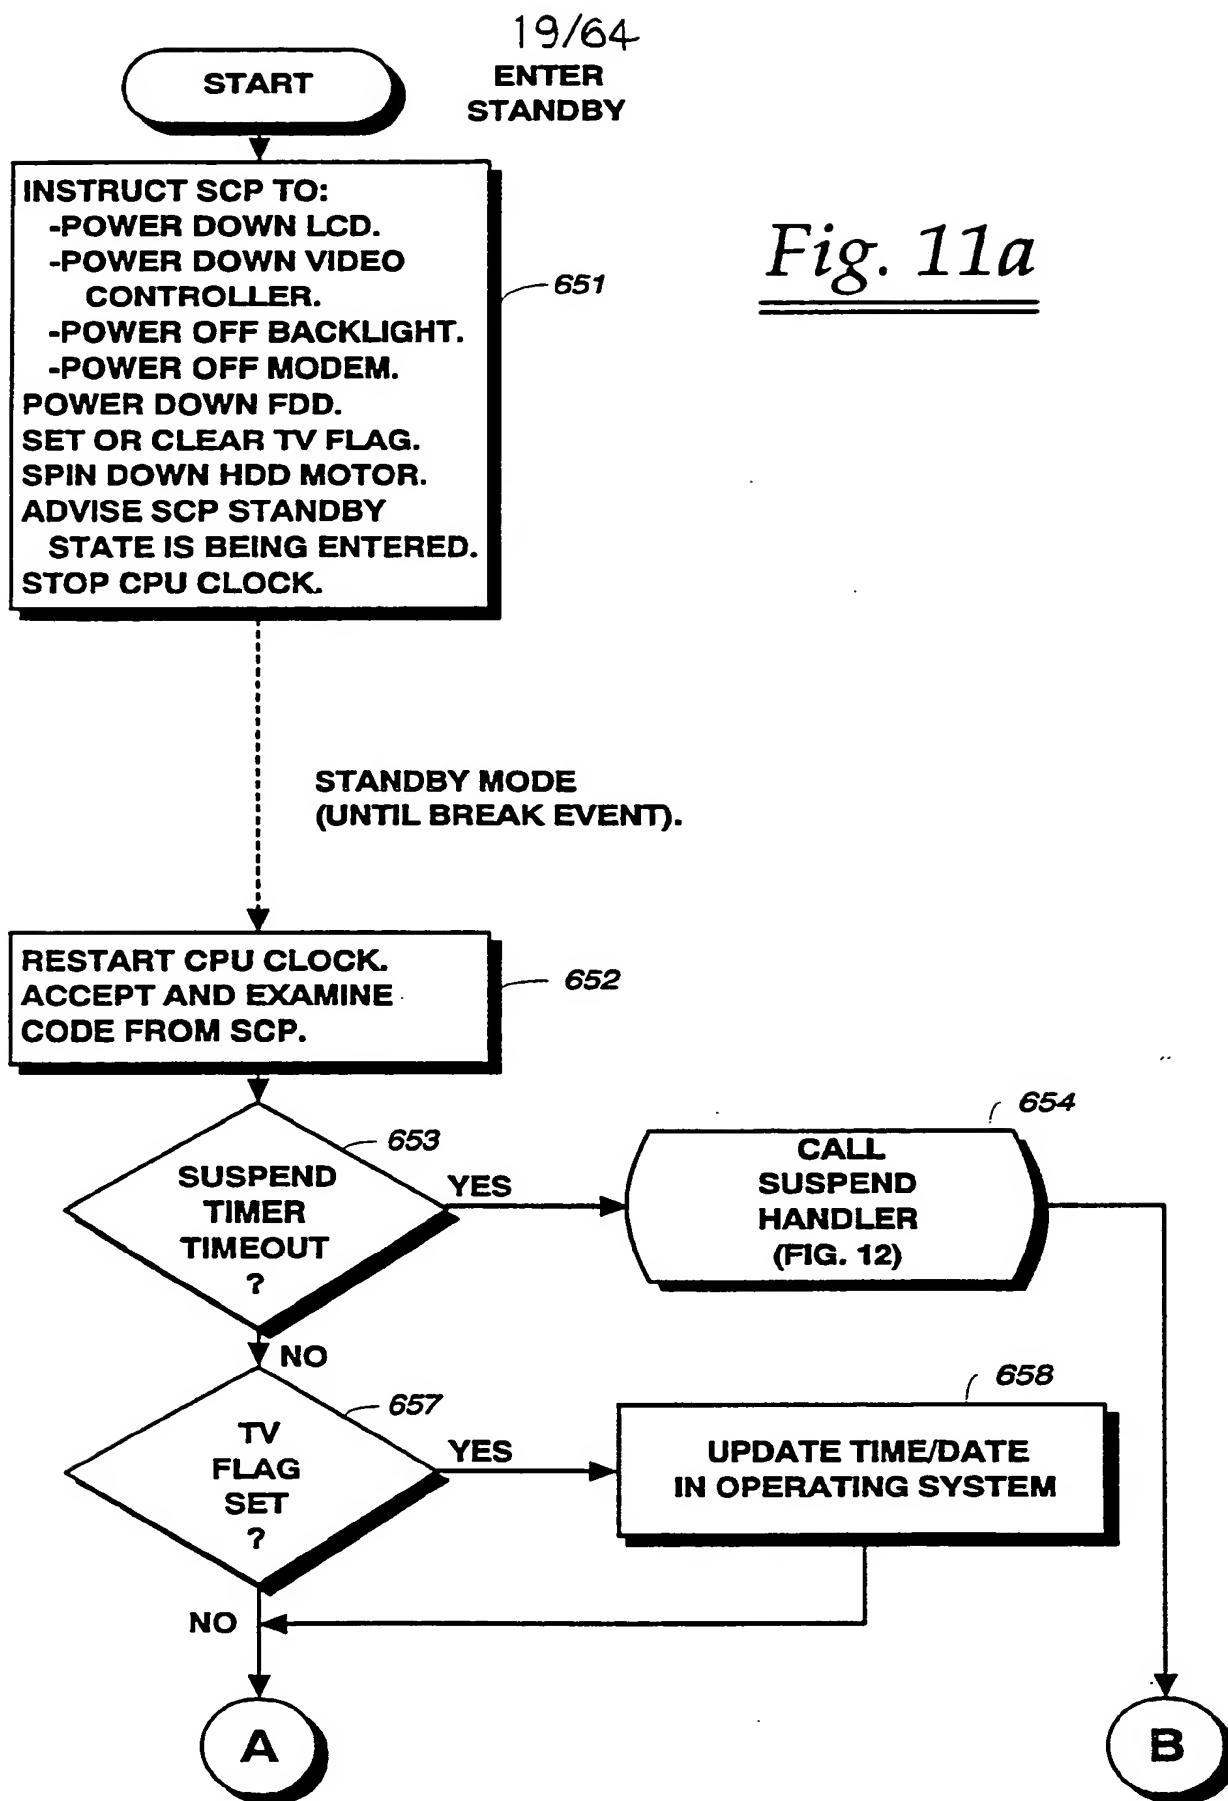 19/64
START
ENTER
STANDBY
Fig. 11a
INSTRUCT SCP TO:
-POWER DOWN LCD.
-POWER DOWN VIDEO
CONTROLLER.
-POWER OFF BACKLIGHT.
-POWER OFF MODEM.
POWER DOWN FDD.
SET OR CLEAR TV FLAG.
SPIN DOWN HDD MOTOR.
ADVISE SCP STANDBY
STATE IS BEING ENTERED.
STOP CPU CLOCK.
651
STANDBY MODE
(UNTIL BREAK EVENT).
RESTART CPU CLOCK.
ACCEPT AND EXAMINE
CODE FROM SCP.
652
653
SUSPEND
TIMER
TIMEOUT
?
YES
654
CALL
SUSPEND
HANDLER
(FIG. 12)
NO
657
TV
FLAG
SET
?
YES
658
UPDATE TIME/DATE
IN OPERATING SYSTEM
NO
A
B